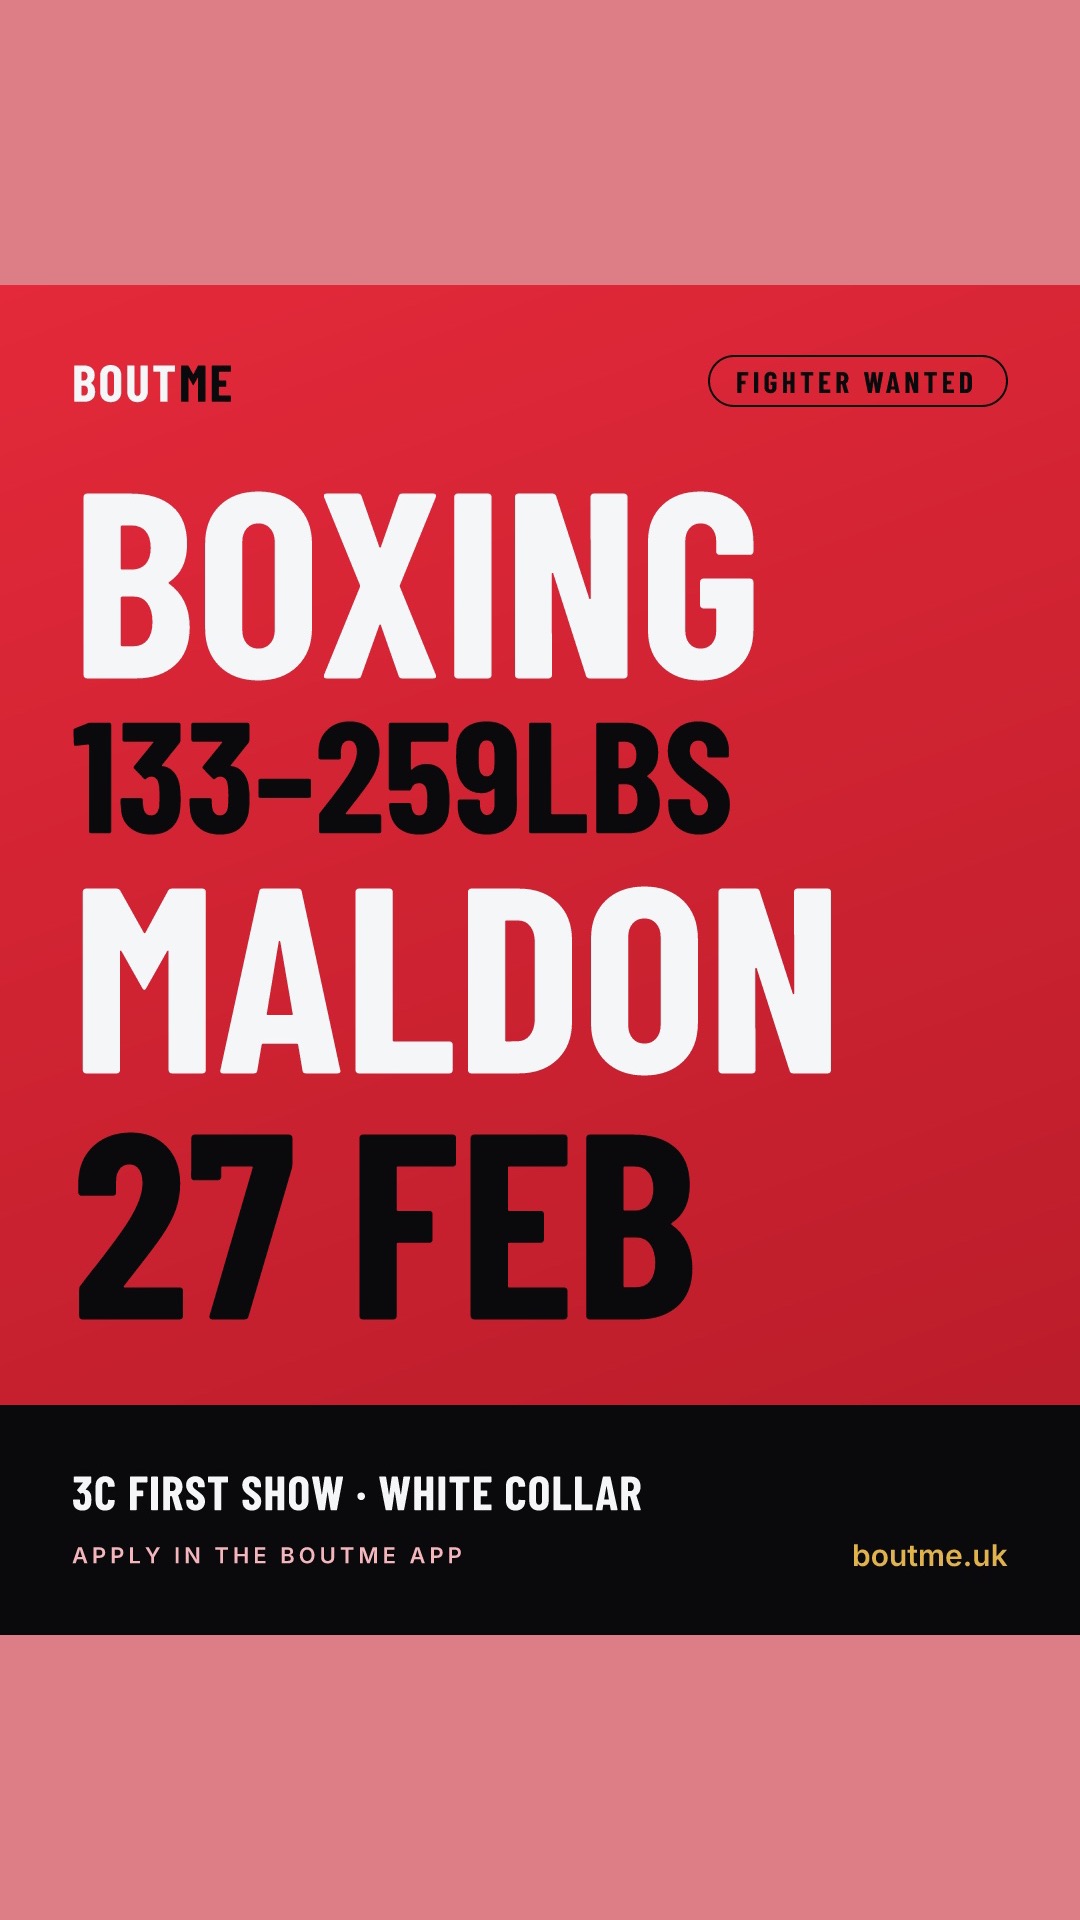 BOUTME
FIGHTER WANTED
BOXING
133–259LBS
MALDON
27 FEB
3C FIRST SHOW · WHITE COLLAR
APPLY IN THE BOUTME APP
boutme.uk